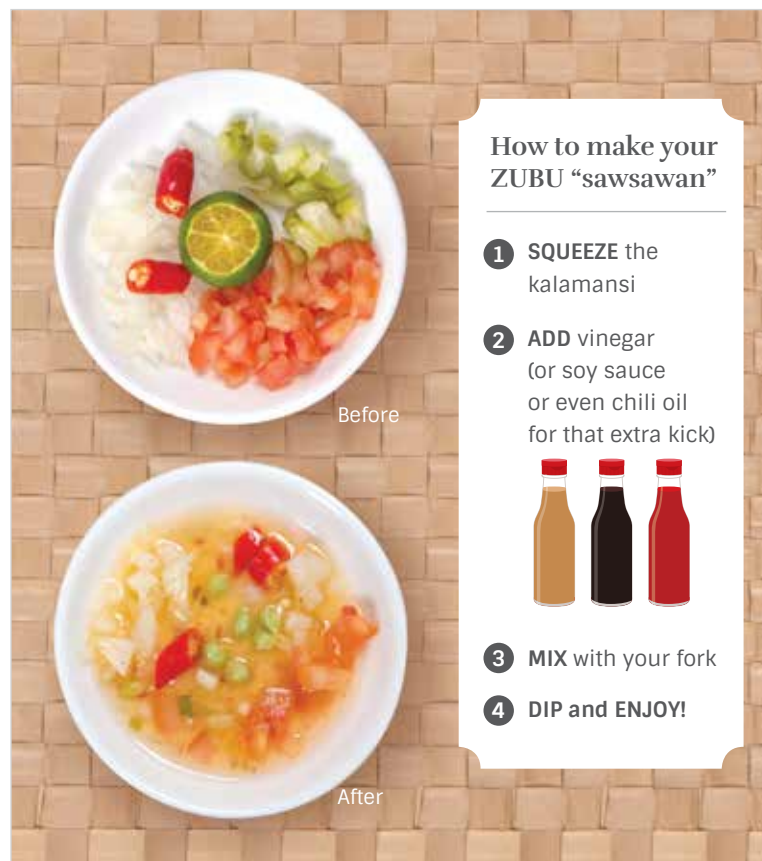 How to make your
ZUBU “sawsawan”
1 SQUEEZE the
kalamansi
2 ADD vinegar
(or soy sauce
or even chili oil
for that extra kick)
3 MIX with your fork
4 DIP and ENJOY!
Before
After